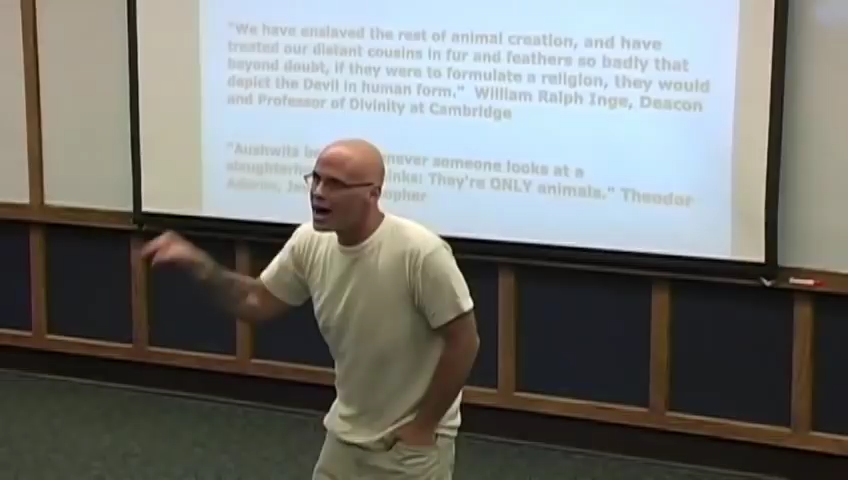 "We have enslaved the rest of animal creation, and have
treated our distant cousins in fur and feathers so badly that
beyond doubt, if they were to formulate a religion, they would
depict the Devil in human form." William Ralph Inge, Deacon
and Professor of Divinity at Cambridge
"Aushwitz someone looks at a
They're ONLY animals." Theodor